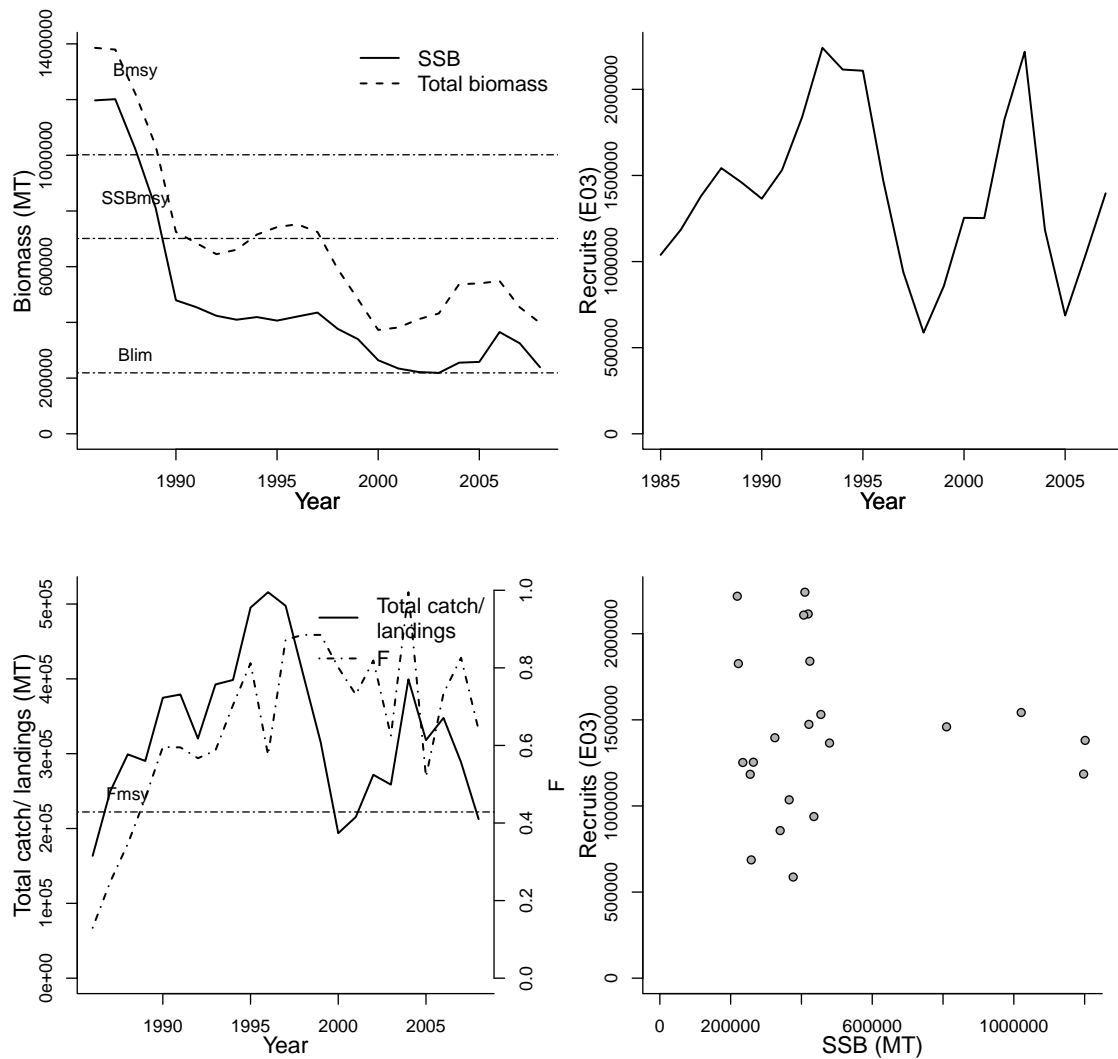 SSB
Total biomass
Bmsy
SSBmsy
Blim
Biomass (MT)
0
200000
600000
1000000
1400000
1990
1995
2000
2005
Year
Recruits (E03)
0
500000
1000000
1500000
2000000
1985
1990
1995
2000
2005
Year
Total catch/
landings
F
Fmsy
Total catch/ landings (MT)
0e+00
1e+05
2e+05
3e+05
4e+05
5e+05
F
0.0
0.2
0.4
0.6
0.8
1.0
1990
1995
2000
2005
Year
Recruits (E03)
0
500000
1000000
1500000
2000000
0
200000
600000
1000000
SSB (MT)